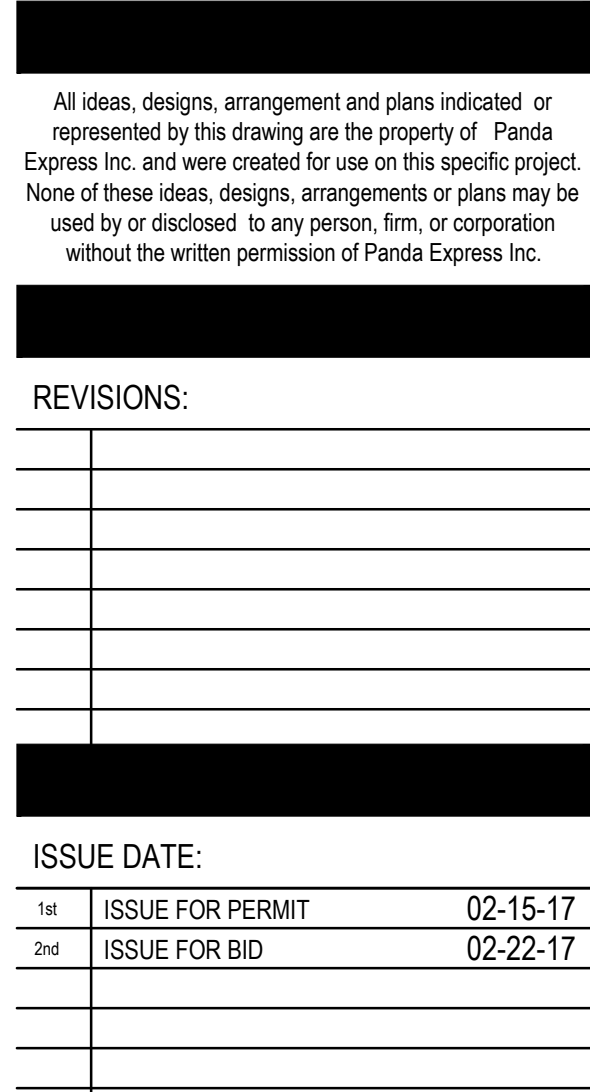 All ideas, designs, arrangement and plans indicated or
represented by this drawing are the property of Panda
Express Inc. and were created for use on this specific project.
None of these ideas, designs, arrangements or plans may be
used by or disclosed to any person, firm, or corporation
without the written permission of Panda Express Inc.
REVISIONS:
ISSUE DATE:
1st ISSUE FOR PERMIT 02-15-17
2nd ISSUE FOR BID 02-22-17